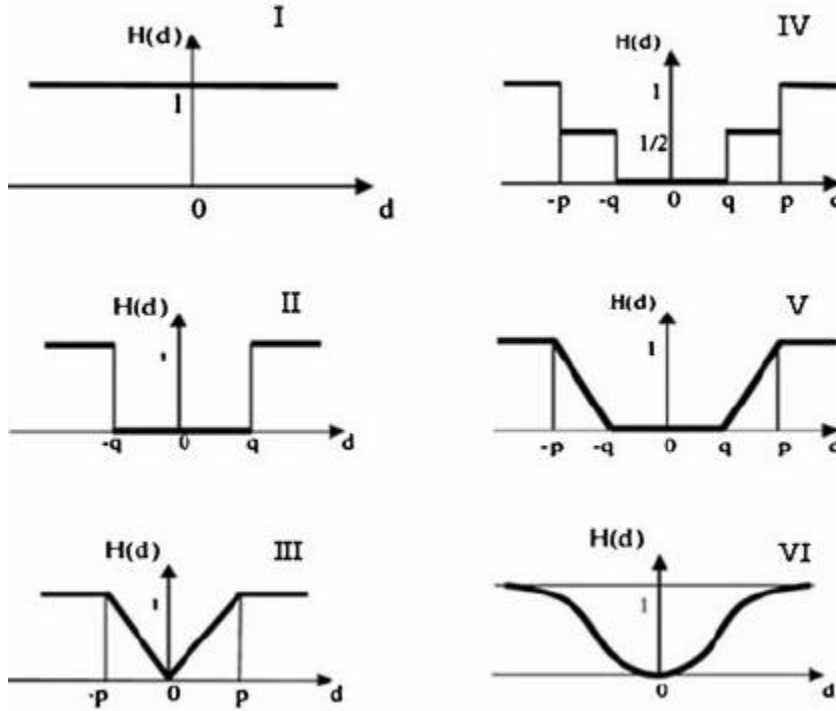 I
H(d)
1
0
d
IV
H(d)
1
1/2
-p
-q
0
q
p
II
H(d)
-q
0
q
d
V
H(d)
1
-p
-q
0
q
p
III
H(d)
1
-p
0
p
d
VI
H(d)
1
0
d